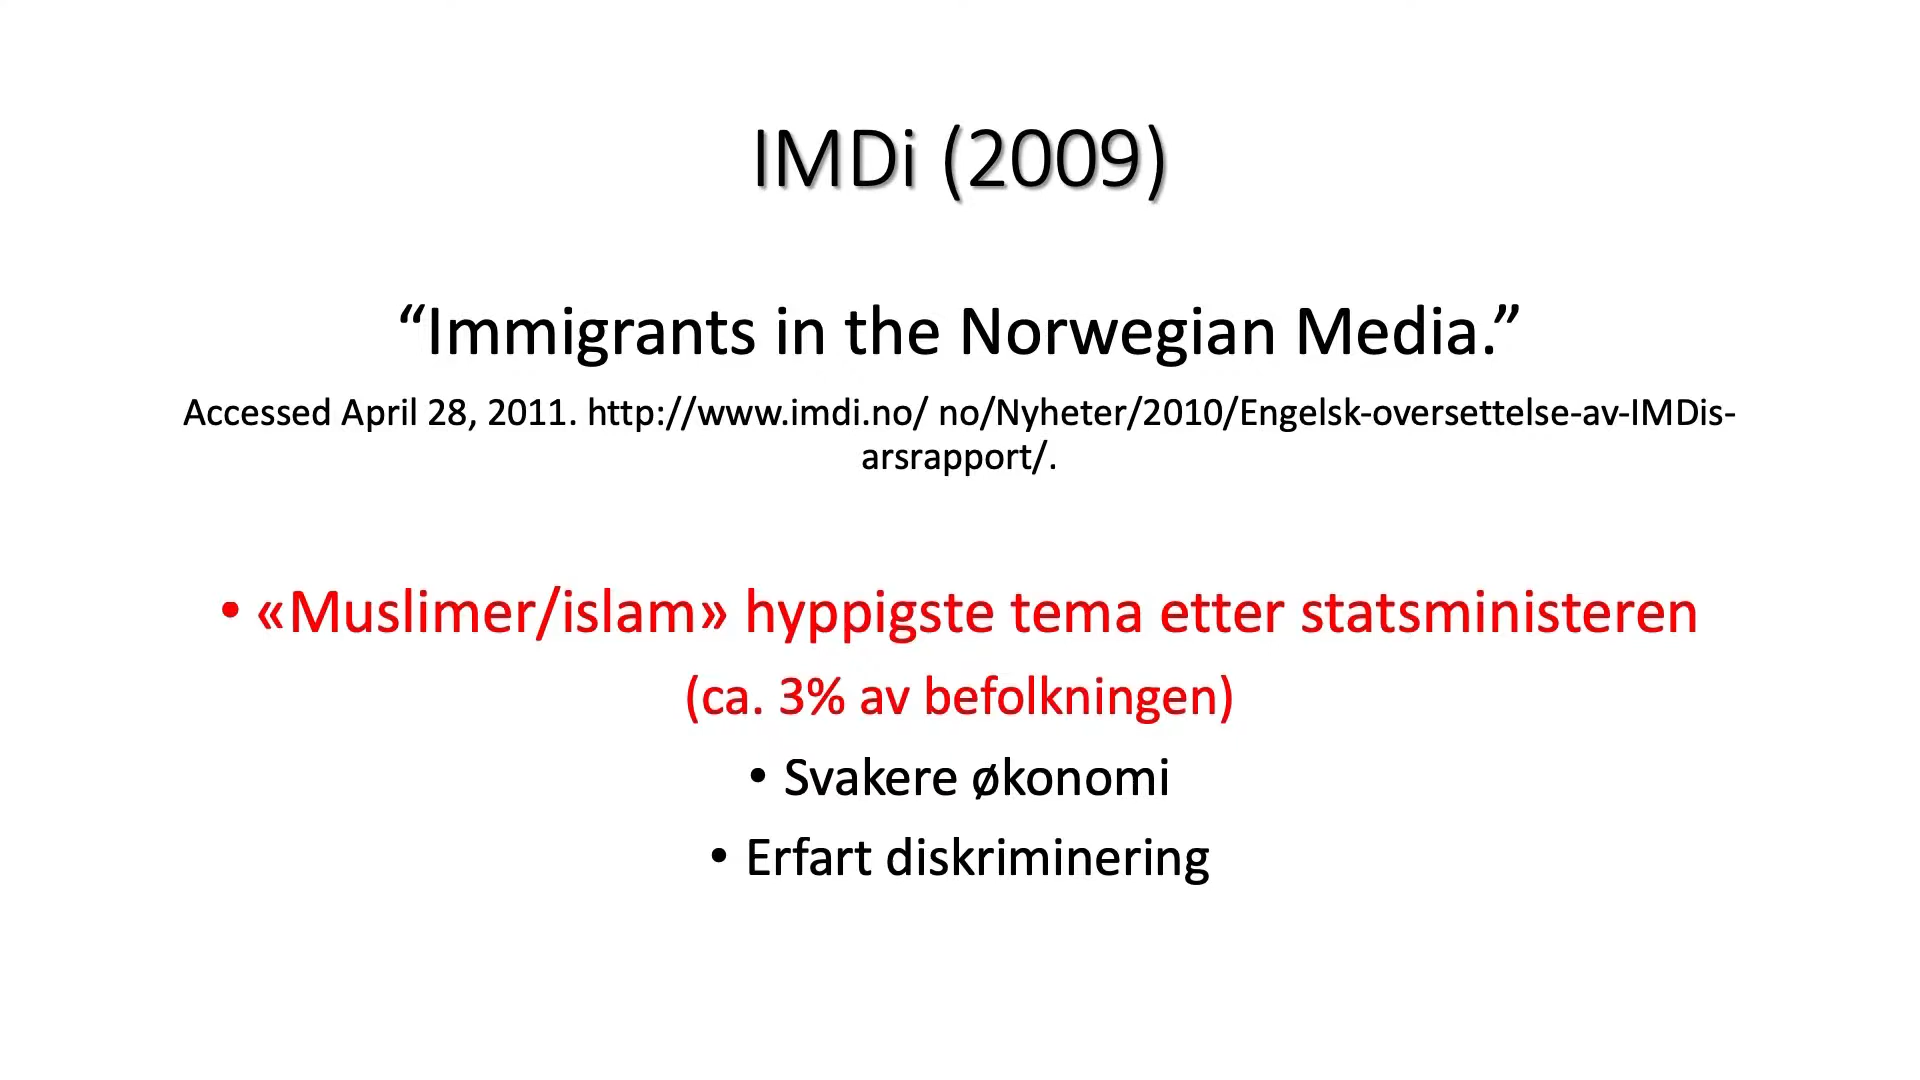 IMDi (2009)
“Immigrants in the Norwegian Media.”
Accessed April 28, 2011. http://www.imdi.no/ no/Nyheter/2010/Engelsk-oversettelse-av-IMDis-
arsrapport/.
• «Muslimer/islam» hyppigste tema etter statsministeren
(ca. 3% av befolkningen)
• Svakere økonomi
• Erfart diskriminering